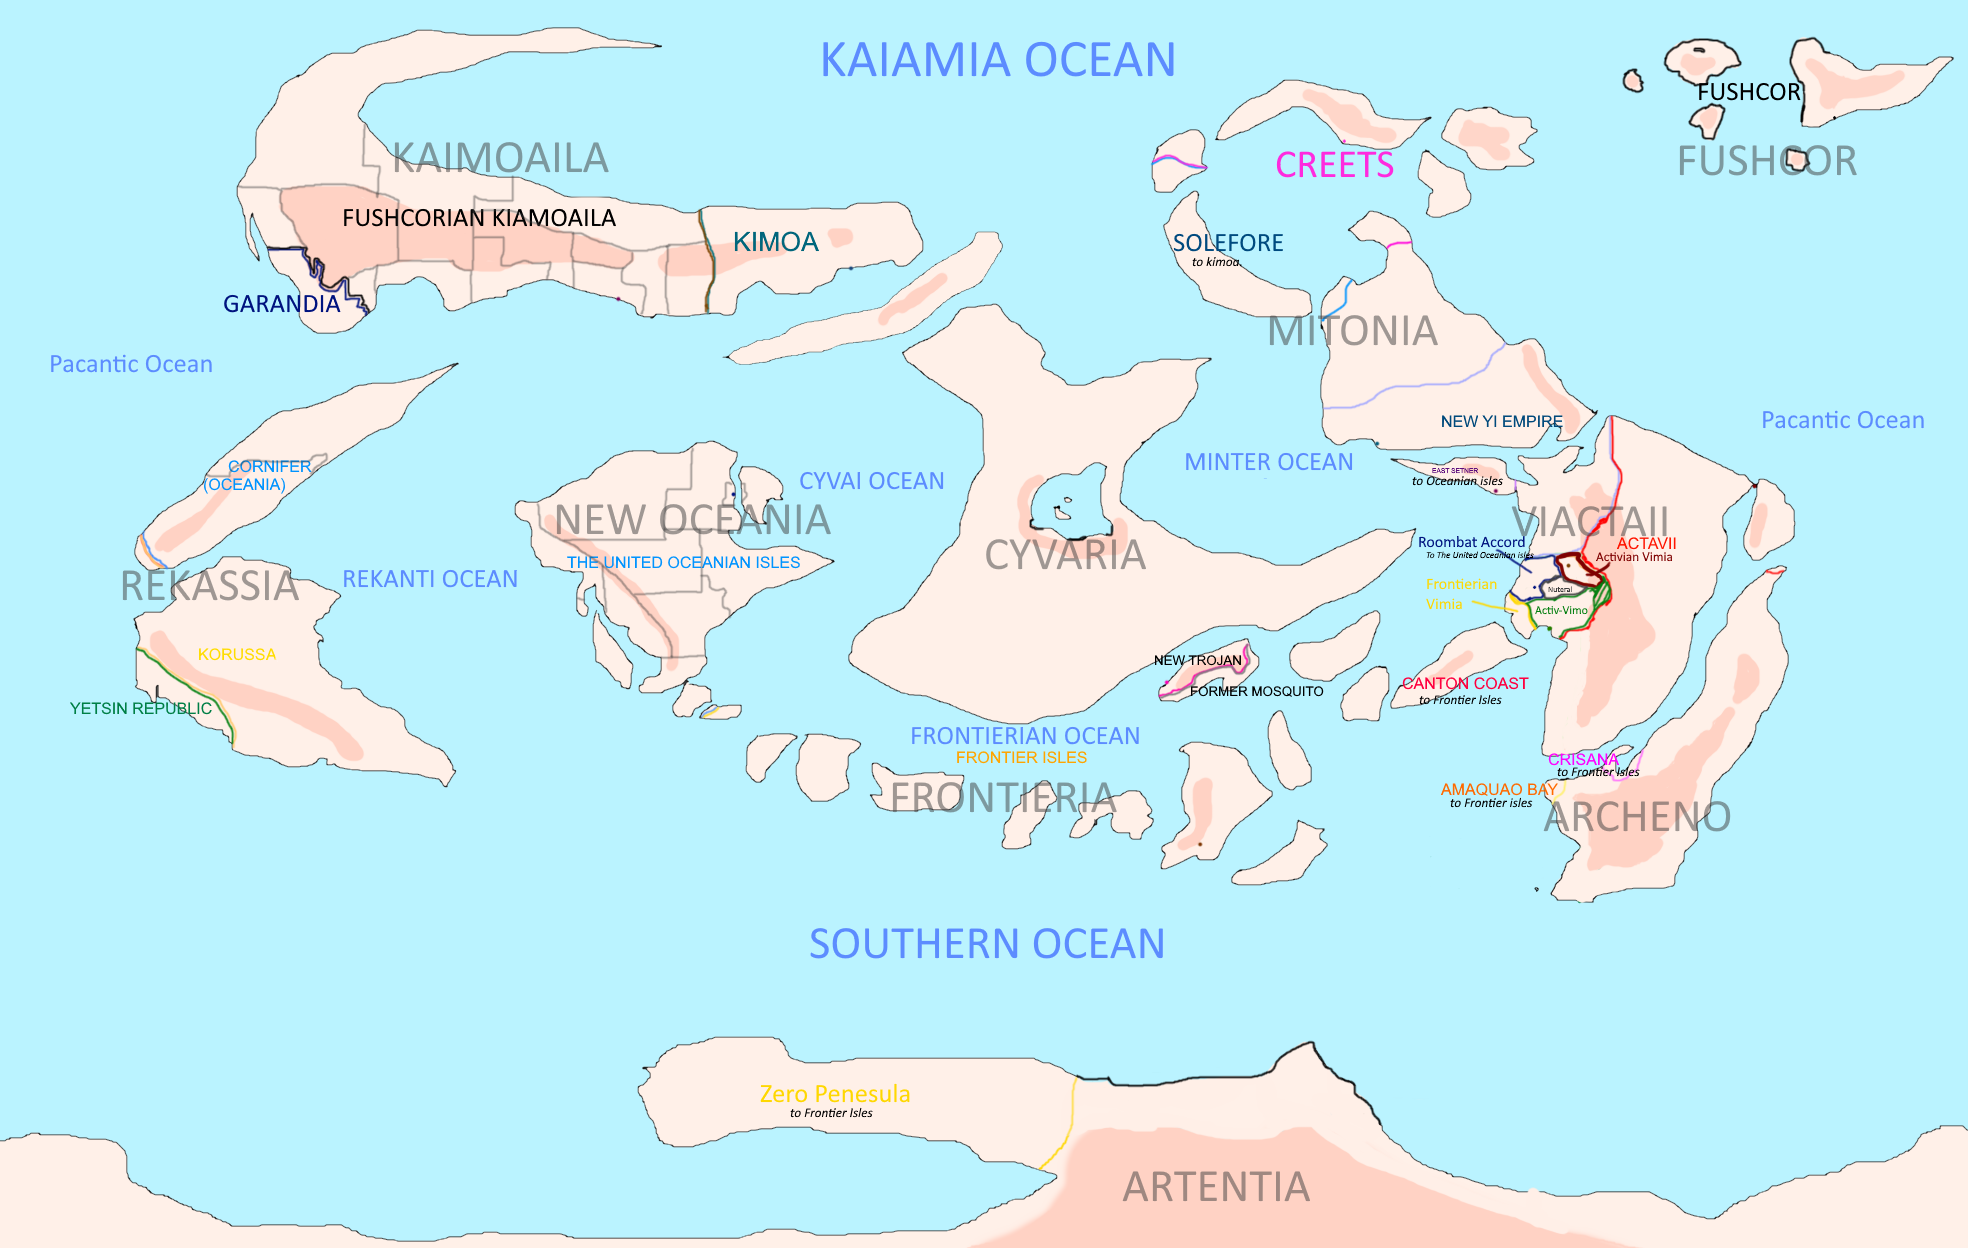 KAIAMIA OCEAN
FUSHCOR
FUSHCOR
KAIMOAILA
CREETS
FUSHCORIAN KIAMOAILA
KIMOA
SOLEFORE
to kimoa.
GARANDIA
MITONIA
Pacantic Ocean
Pacantic Ocean
NEW YI EMPIRE
CORNIFER
(OCEANIA)
CYVAI OCEAN
MINTER OCEAN
EAST SETNER
to Oceanian isles
NEW OCEANIA
VIACTAII
CYVARIA
Roombat Accord
To The United Oceanian isles
ACTAVII
Activian Vimia
THE UNITED OCEANIAN ISLES
REKASSIA
REKANTI OCEAN
Frontierian
Vimia
Nuteral
Activ-Vimo
KORUSSA
NEW TROJAN
FORMER MOSQUITO
CANTON COAST
to Frontier Isles
YETSIN REPUBLIC
FRONTIERIAN OCEAN
FRONTIER ISLES
FRONTIERIA
CRISANA
to Frontier Isles
AMAQUAO BAY
to Frontier isles
ARCHENO
SOUTHERN OCEAN
Zero Penesula
to Frontier Isles
ARTENTIA